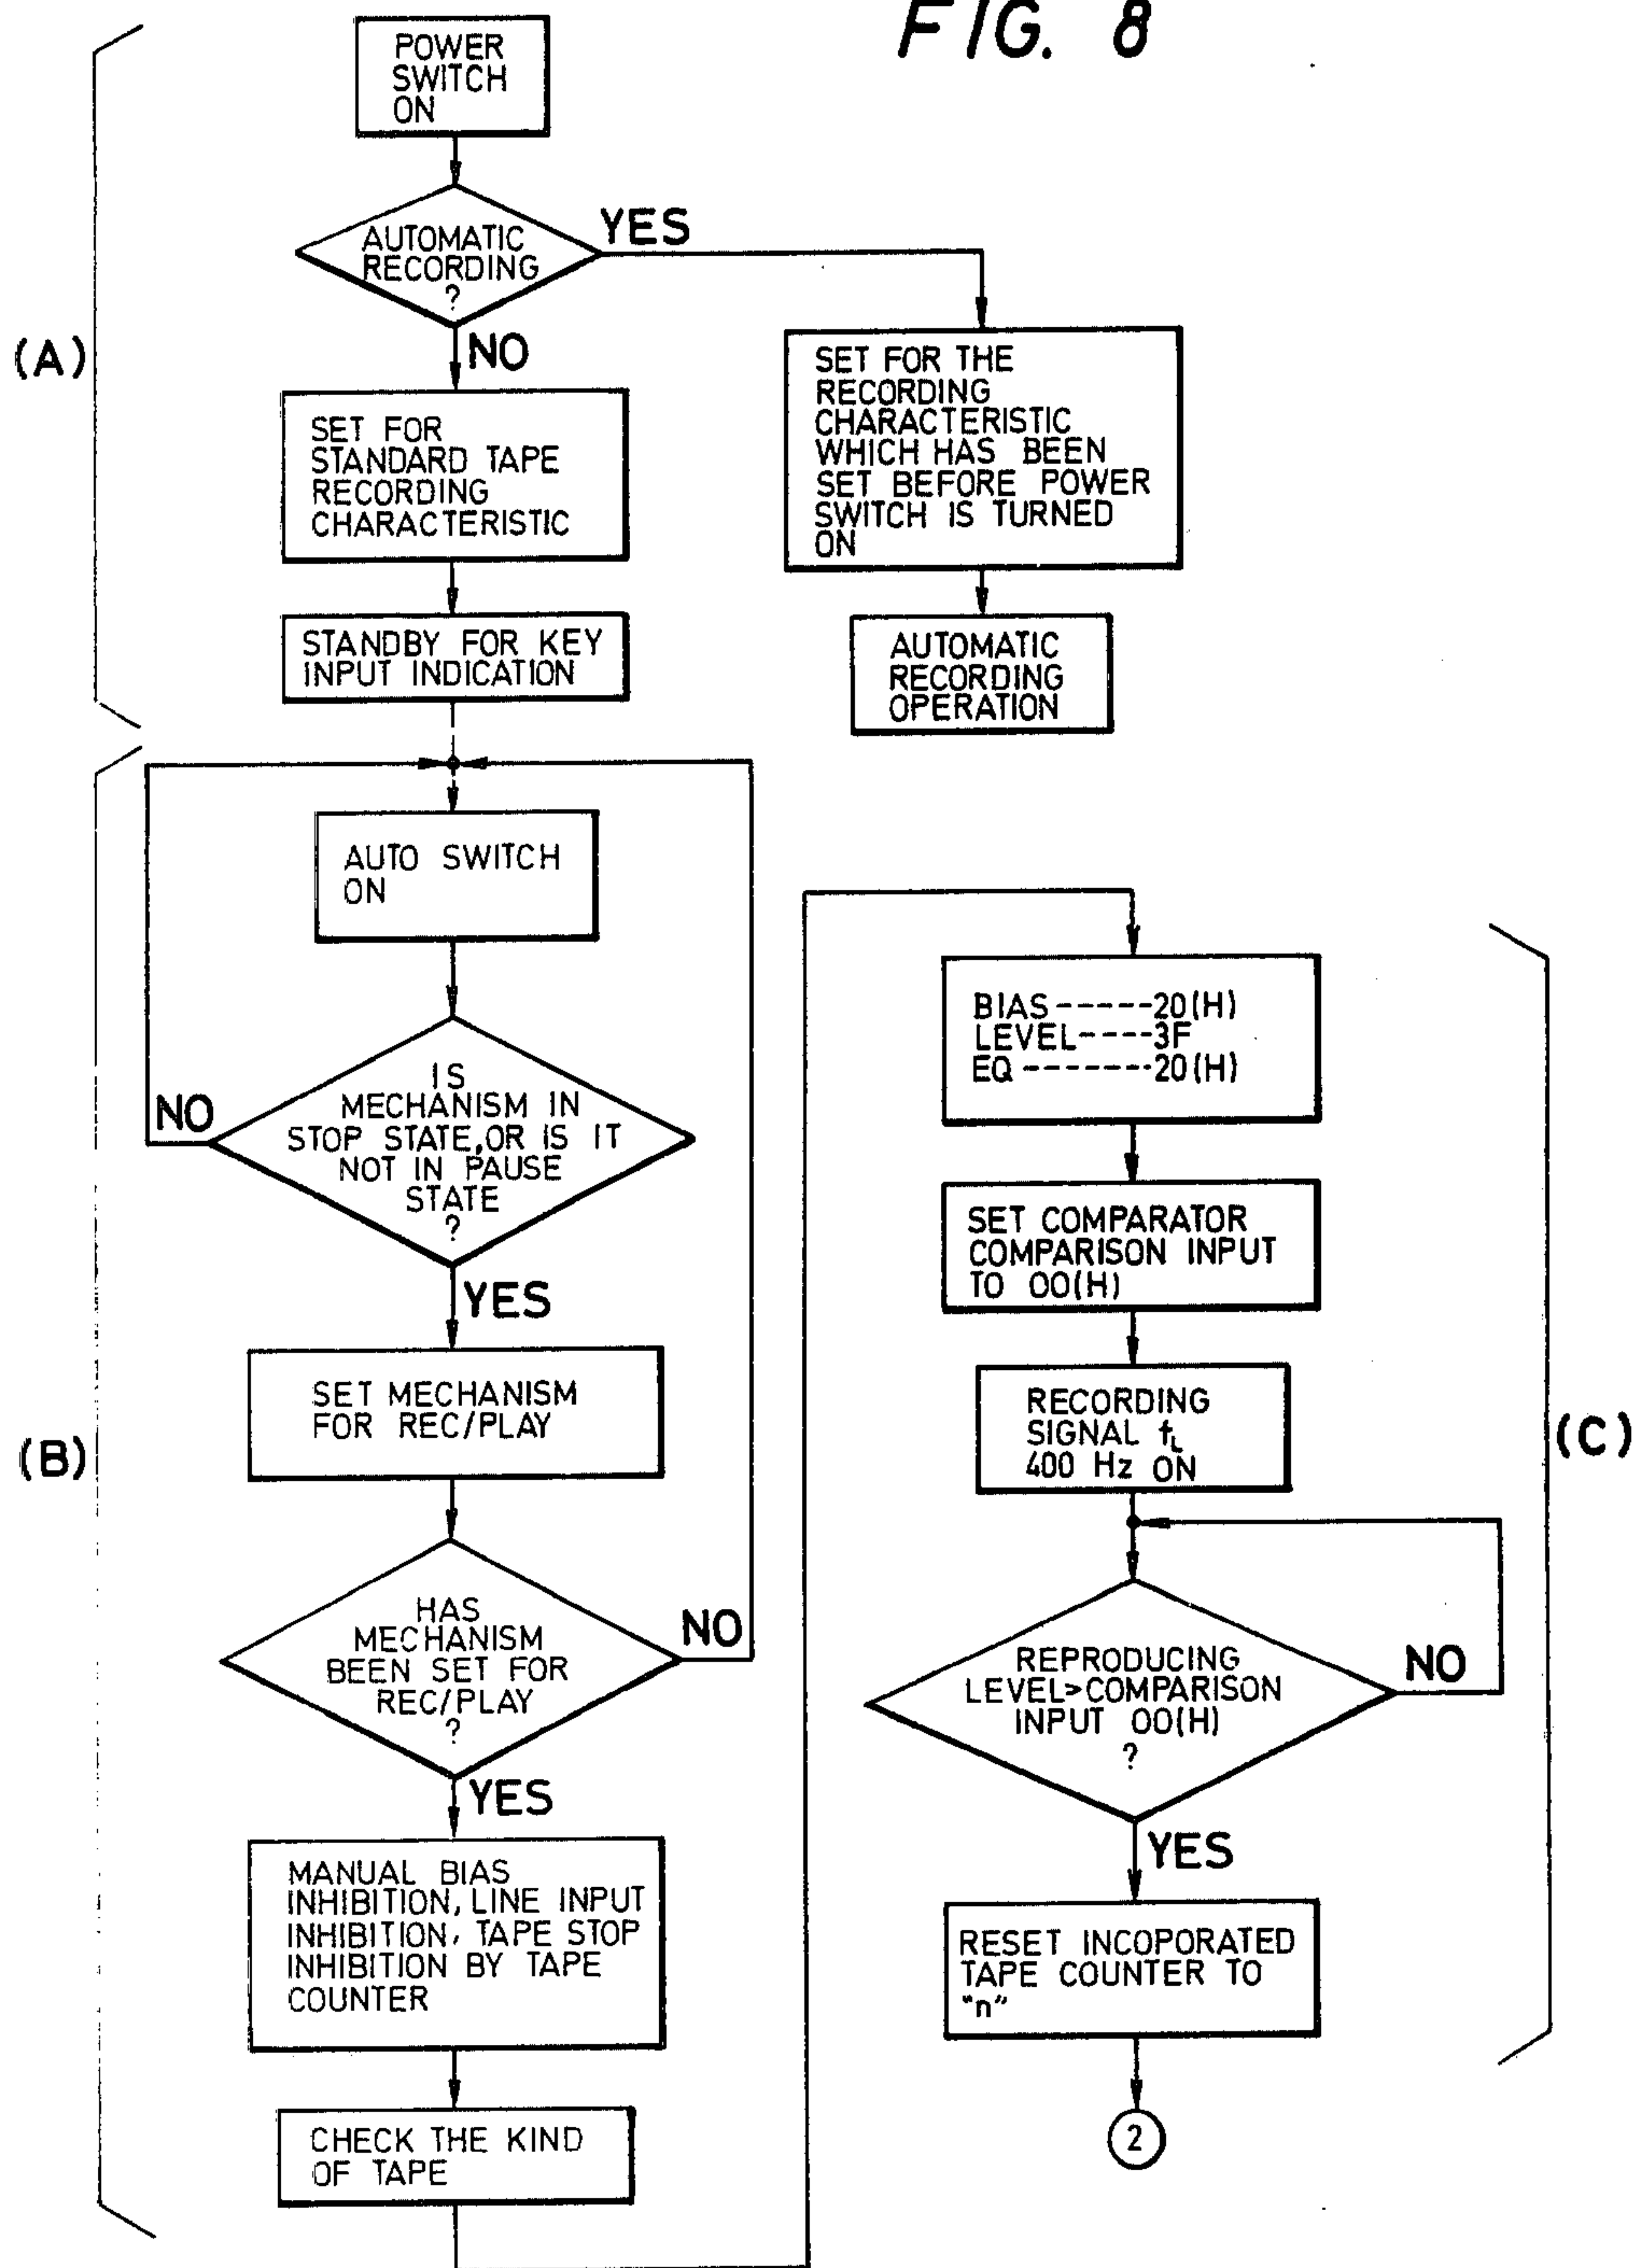 FIG. 8
(A)
POWER
SWITCH
ON
AUTOMATIC
RECORDING
?
YES
NO
SET FOR THE
RECORDING
CHARACTERISTIC
WHICH HAS BEEN
SET BEFORE POWER
SWITCH IS TURNED
ON
AUTOMATIC
RECORDING
OPERATION
SET FOR
STANDARD TAPE
RECORDING
CHARACTERISTIC
STANDBY FOR KEY
INPUT INDICATION
(B)
AUTO SWITCH
ON
IS
MECHANISM IN
STOP STATE, OR IS IT
NOT IN PAUSE
STATE
?
NO
YES
SET MECHANISM
FOR REC/PLAY
HAS
MECHANISM
BEEN SET FOR
REC/PLAY
?
NO
YES
MANUAL BIAS
INHIBITION, LINE INPUT
INHIBITION, TAPE STOP
INHIBITION BY TAPE
COUNTER
CHECK THE KIND
OF TAPE
(C)
BIAS-----20(H)
LEVEL----3F
EQ-------20(H)
SET COMPARATOR
COMPARISON INPUT
TO 00(H)
RECORDING
SIGNAL fL
400 Hz ON
REPRODUCING
LEVEL>COMPARISON
INPUT 00(H)
?
NO
YES
RESET INCOPORATED
TAPE COUNTER TO
"n"
2